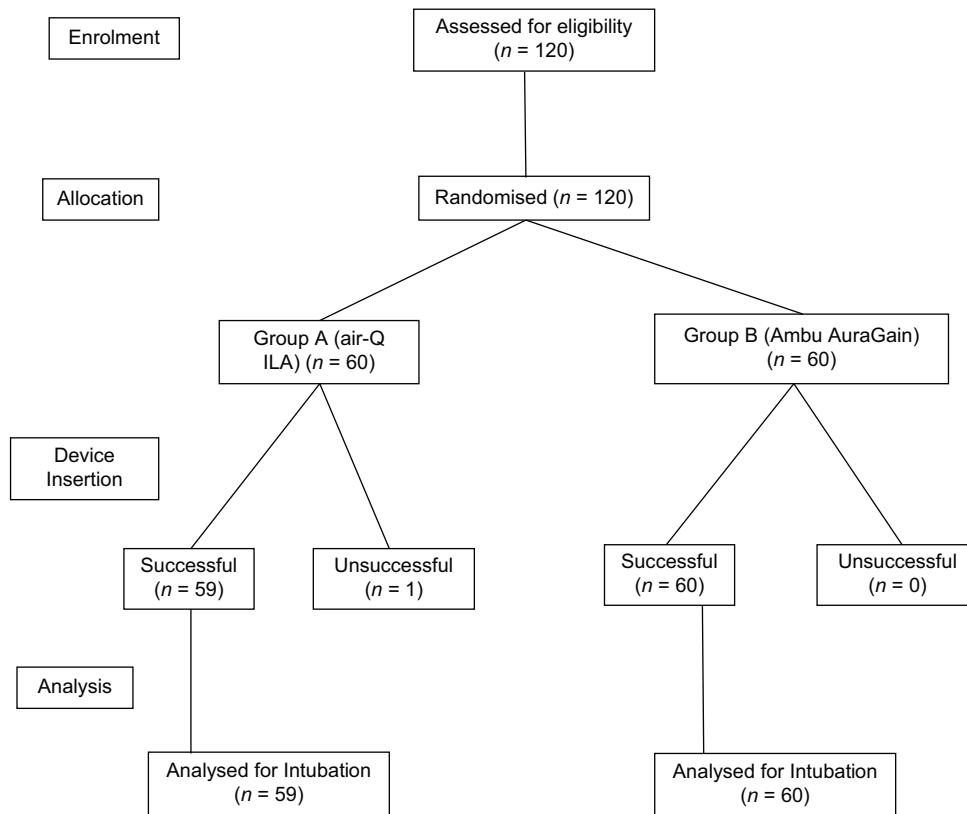 Enrolment
Assessed for eligibility
(n = 120)
Allocation
Randomised (n = 120)
Group A (air-Q
ILA) (n = 60)
Group B (Ambu AuraGain)
(n = 60)
Device
Insertion
Successful
(n = 59)
Unsuccessful
(n = 1)
Successful
(n = 60)
Unsuccessful
(n = 0)
Analysis
Analysed for Intubation
(n = 59)
Analysed for Intubation
(n = 60)